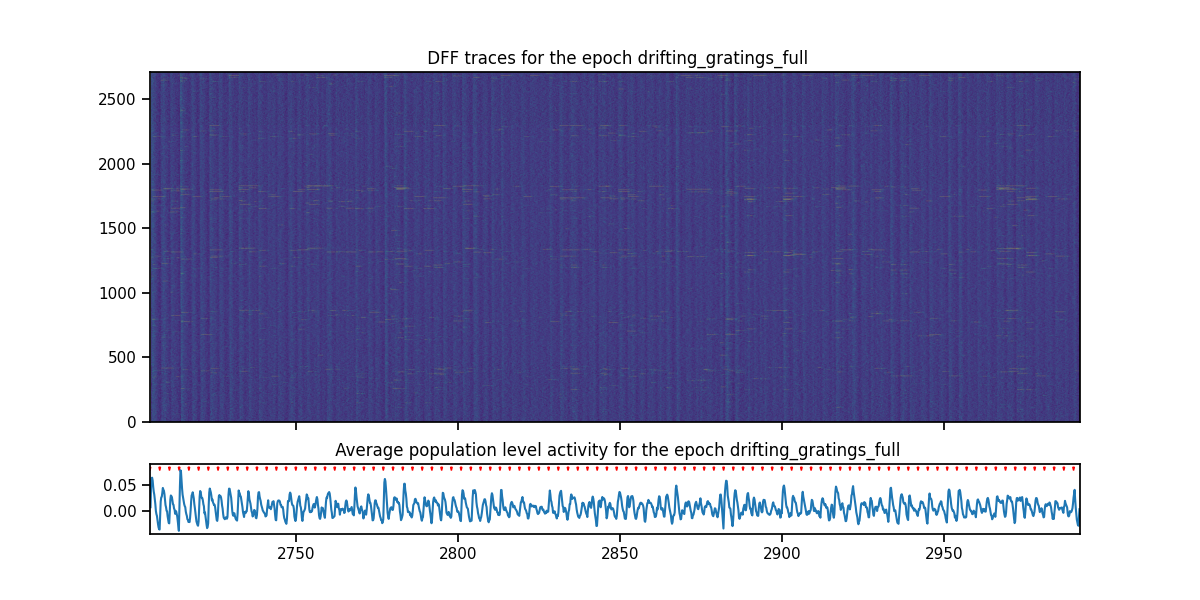 DFF traces for the epoch drifting_gratings_full
2500
2000
1500
1000
500
0
Average population level activity for the epoch drifting_gratings_full
0.05
0.00
2750 2800 2850 2900 2950